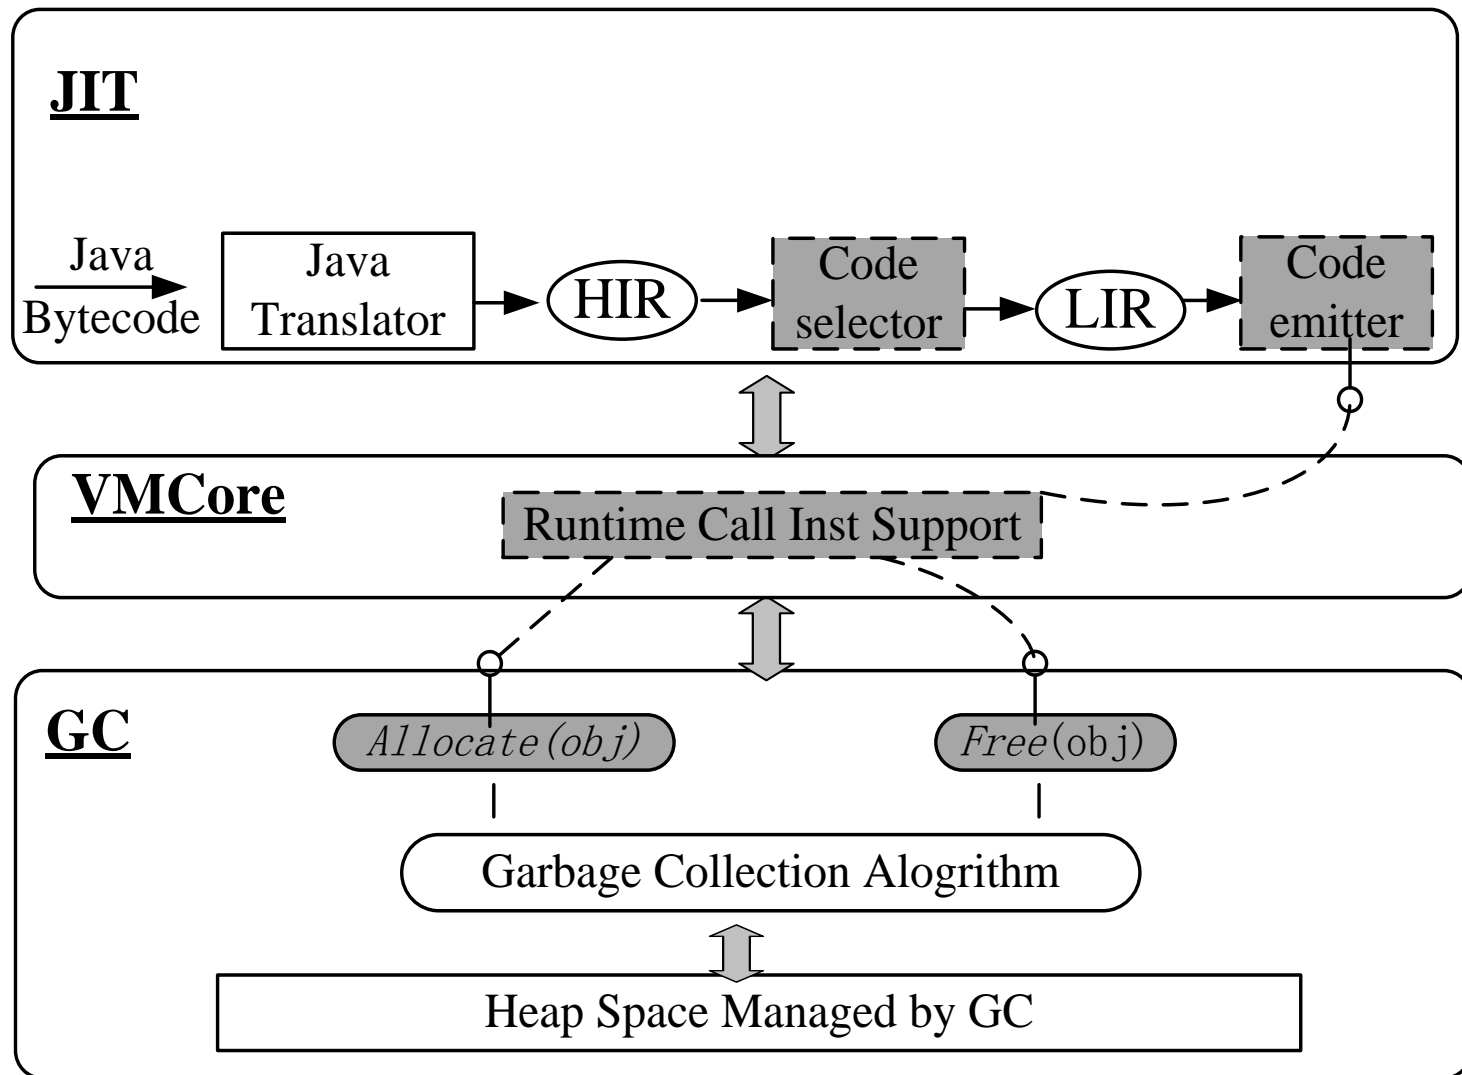 JIT
Java
Bytecode
Java
Translator
HIR
Code
selector
LIR
Code
emitter
VMCore
Runtime Call Inst Support
GC
Allocate(obj)
Free(obj)
Garbage Collection Alogrithm
Heap Space Managed by GC